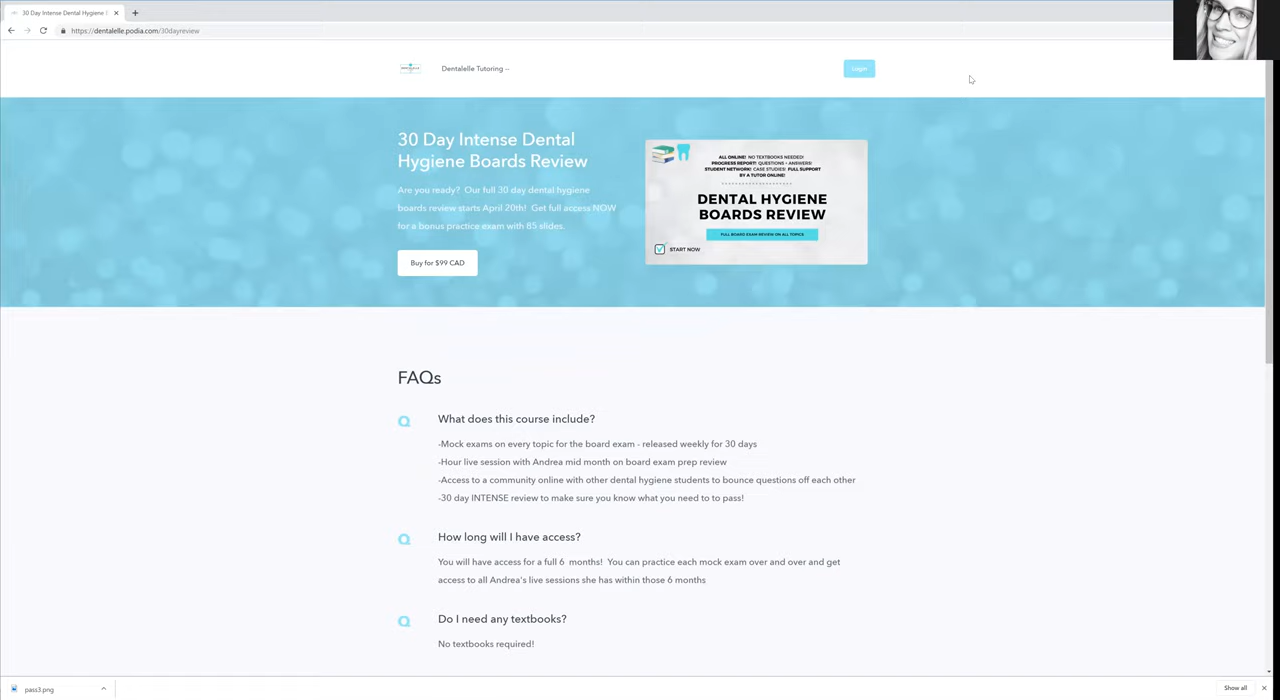 30 Day Intense Dental Hygiene B
https://dentalelle.podia.com/30dayreview
Dentalelle Tutoring –
Login
30 Day Intense Dental
Hygiene Boards Review
Are you ready? Our full 30 day dental hygiene
boards review starts April 20th! Get full access NOW
for a bonus practice exam with 85 slides.
Buy for $99 CAD
ALL ONLINE! NO TEXTBOOKS NEEDED!
PROGRESS REPORT! QUESTIONS + ANSWERS!
STUDENT NETWORK! CASE STUDIES! FULL SUPPORT
BY A TUTOR ONLINE!
DENTAL HYGIENE
BOARDS REVIEW
FULL BOARD EXAM REVIEW ON ALL TOPICS
START NOW
FAQs
Q
What does this course include?
-Mock exams on every topic for the board exam - released weekly for 30 days
-Hour live session with Andrea mid month on board exam prep review
-Access to a community online with other dental hygiene students to bounce questions off each other
-30 day INTENSE review to make sure you know what you need to to pass!
Q
How long will I have access?
You will have access for a full 6 months! You can practice each mock exam over and over and get
access to all Andrea's live sessions she has within those 6 months
Q
Do I need any textbooks?
No textbooks required!
pass3.png
Show all